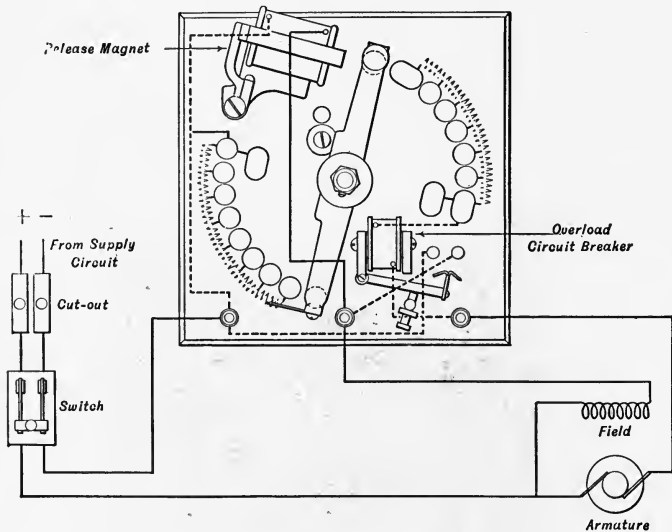 Release Magnet
Overload
Circuit Breaker
+ −
From Supply
Circuit
Cut-out
Switch
Field
Armature